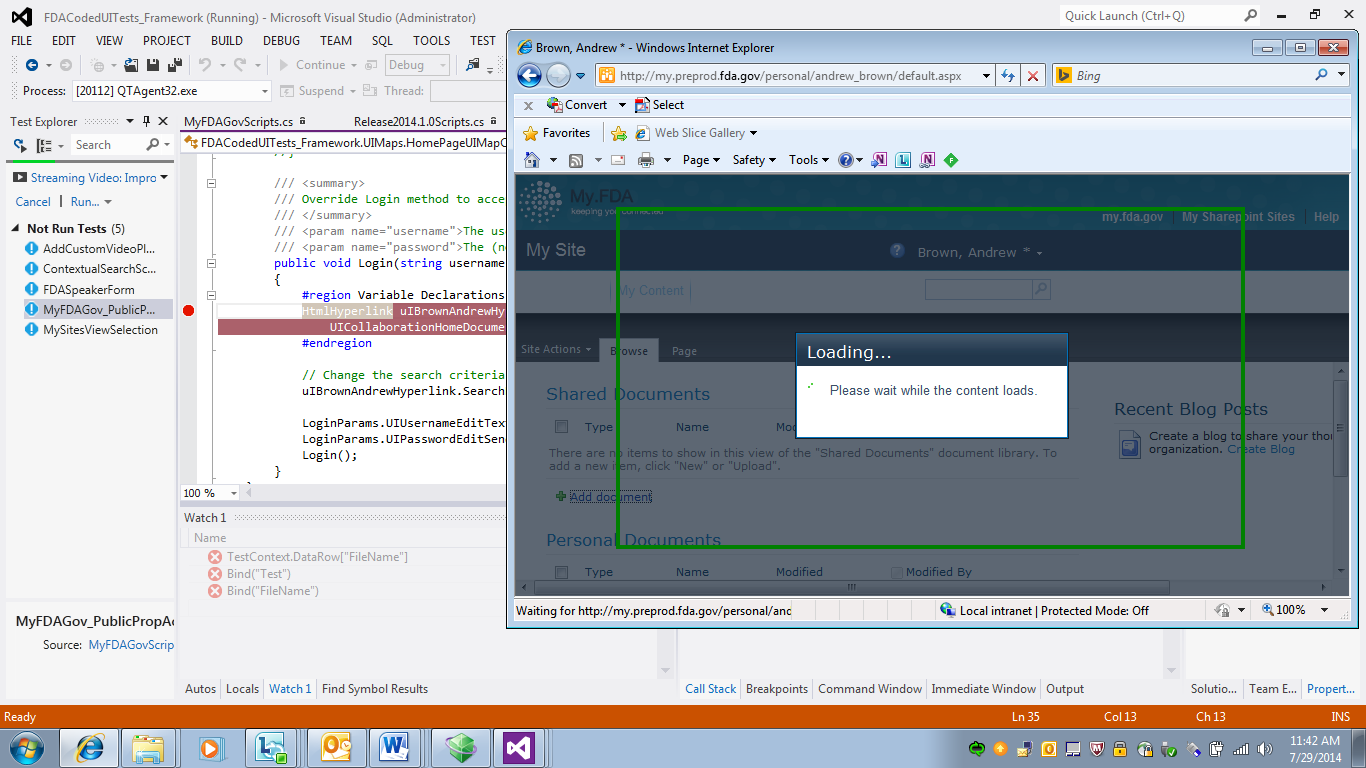 FDACodedUITests_Framework (Running) - Microsoft Visual Studio (Administrator)
Quick Launch (Ctrl+Q)
FILE EDIT VIEW PROJECT BUILD DEBUG TEAM SQL TOOLS TEST
Continue Debug
Process: [20112] QTAgent32.exe Suspend Thread:
Test Explorer
Search
Streaming Video: Impro
Cancel | Run...
Not Run Tests (5)
AddCustomVideoPl...
ContextualSearchSc...
FDASpeakerForm
MyFDAGov_PublicP...
MySitesViewSelection
MyFDAGov_PublicPropAc
Source: MyFDAGovScrip
MyFDAGovScripts.cs Release2014.1.0Scripts.cs
FDACodedUITests_Framework.UIMaps.HomePageUIMapC
//}
/// <summary>
/// Override Login method to acce
/// </summary>
/// <param name="username">The us
/// <param name="password">The (n
public void Login(string username
{
#region Variable Declarations
HtmlHyperlink uIBrownAndrewHy
UICollaborationHomeDocume
#endregion
// Change the search criteria
uIBrownAndrewHyperlink.Search
LoginParams.UIUsernameEditText
LoginParams.UIPasswordEditSend
Login();
}
100 %
Watch 1
Name
TestContext.DataRow["FileName"]
Bind("Test")
Bind("FileName")
Autos Locals Watch 1 Find Symbol Results
Call Stack Breakpoints Command Window Immediate Window Output
Solutio... Team E... Propert...
Ready Ln 35 Col 13 Ch 13 INS
Brown, Andrew * - Windows Internet Explorer
http://my.preprod.fda.gov/personal/andrew_brown/default.aspx
Bing
x Convert Select
Favorites Web Slice Gallery
Page Safety Tools
My.FDA
keeping you connected
my.fda.gov | My Sharepoint Sites | Help
My Site Brown, Andrew *
| My Content |
Site Actions Browse Page
Loading...
Please wait while the content loads.
Shared Documents
Type Name Mo
There are no items to show in this view of the "Shared Documents" document library. To
add a new item, click "New" or "Upload".
Add document
Personal Documents
Type Name Modified Modified By
Recent Blog Posts
Create a blog to share your thou
organization. Create Blog
Waiting for http://my.preprod.fda.gov/personal/and
Local intranet | Protected Mode: Off
100%
11:42 AM
7/29/2014